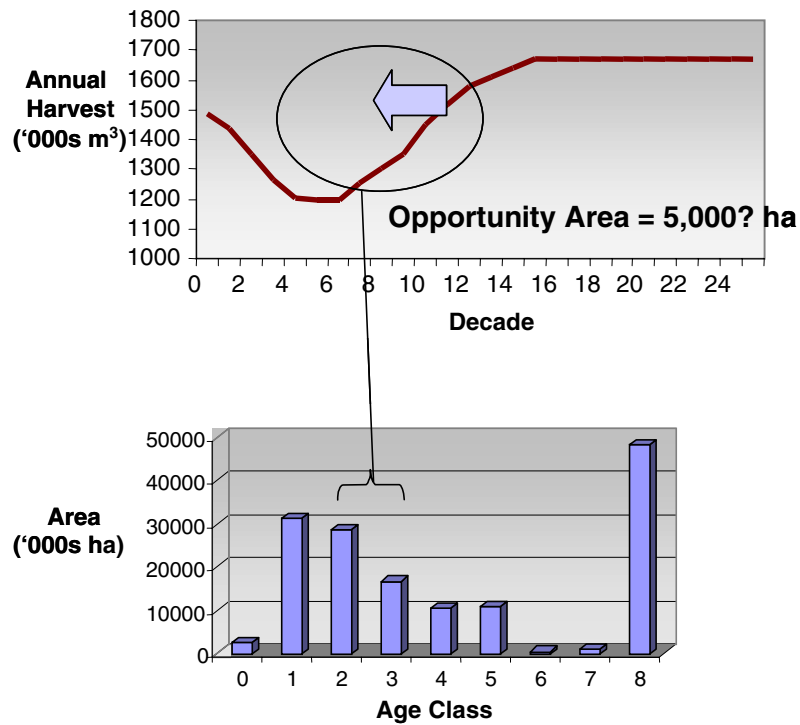 1800
1700
1600
1500
1400
1300
1200
1100
1000
Annual
Harvest
(‘000s m³)
Opportunity Area = 5,000? ha
0 2 4 6 8 10 12 14 16 18 20 22 24
Decade
50000
40000
30000
20000
10000
0
Area
(‘000s ha)
0 1 2 3 4 5 6 7 8
Age Class